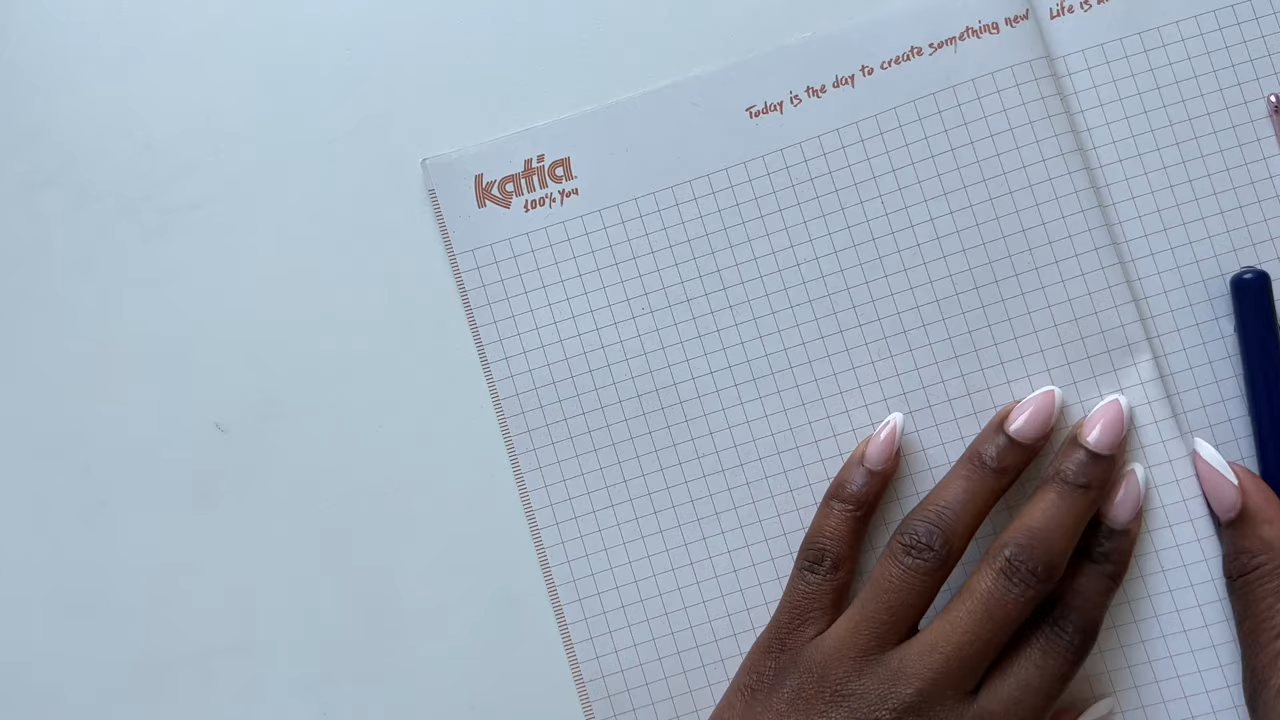 Today is the day to create something new
Life is
katia
100% You